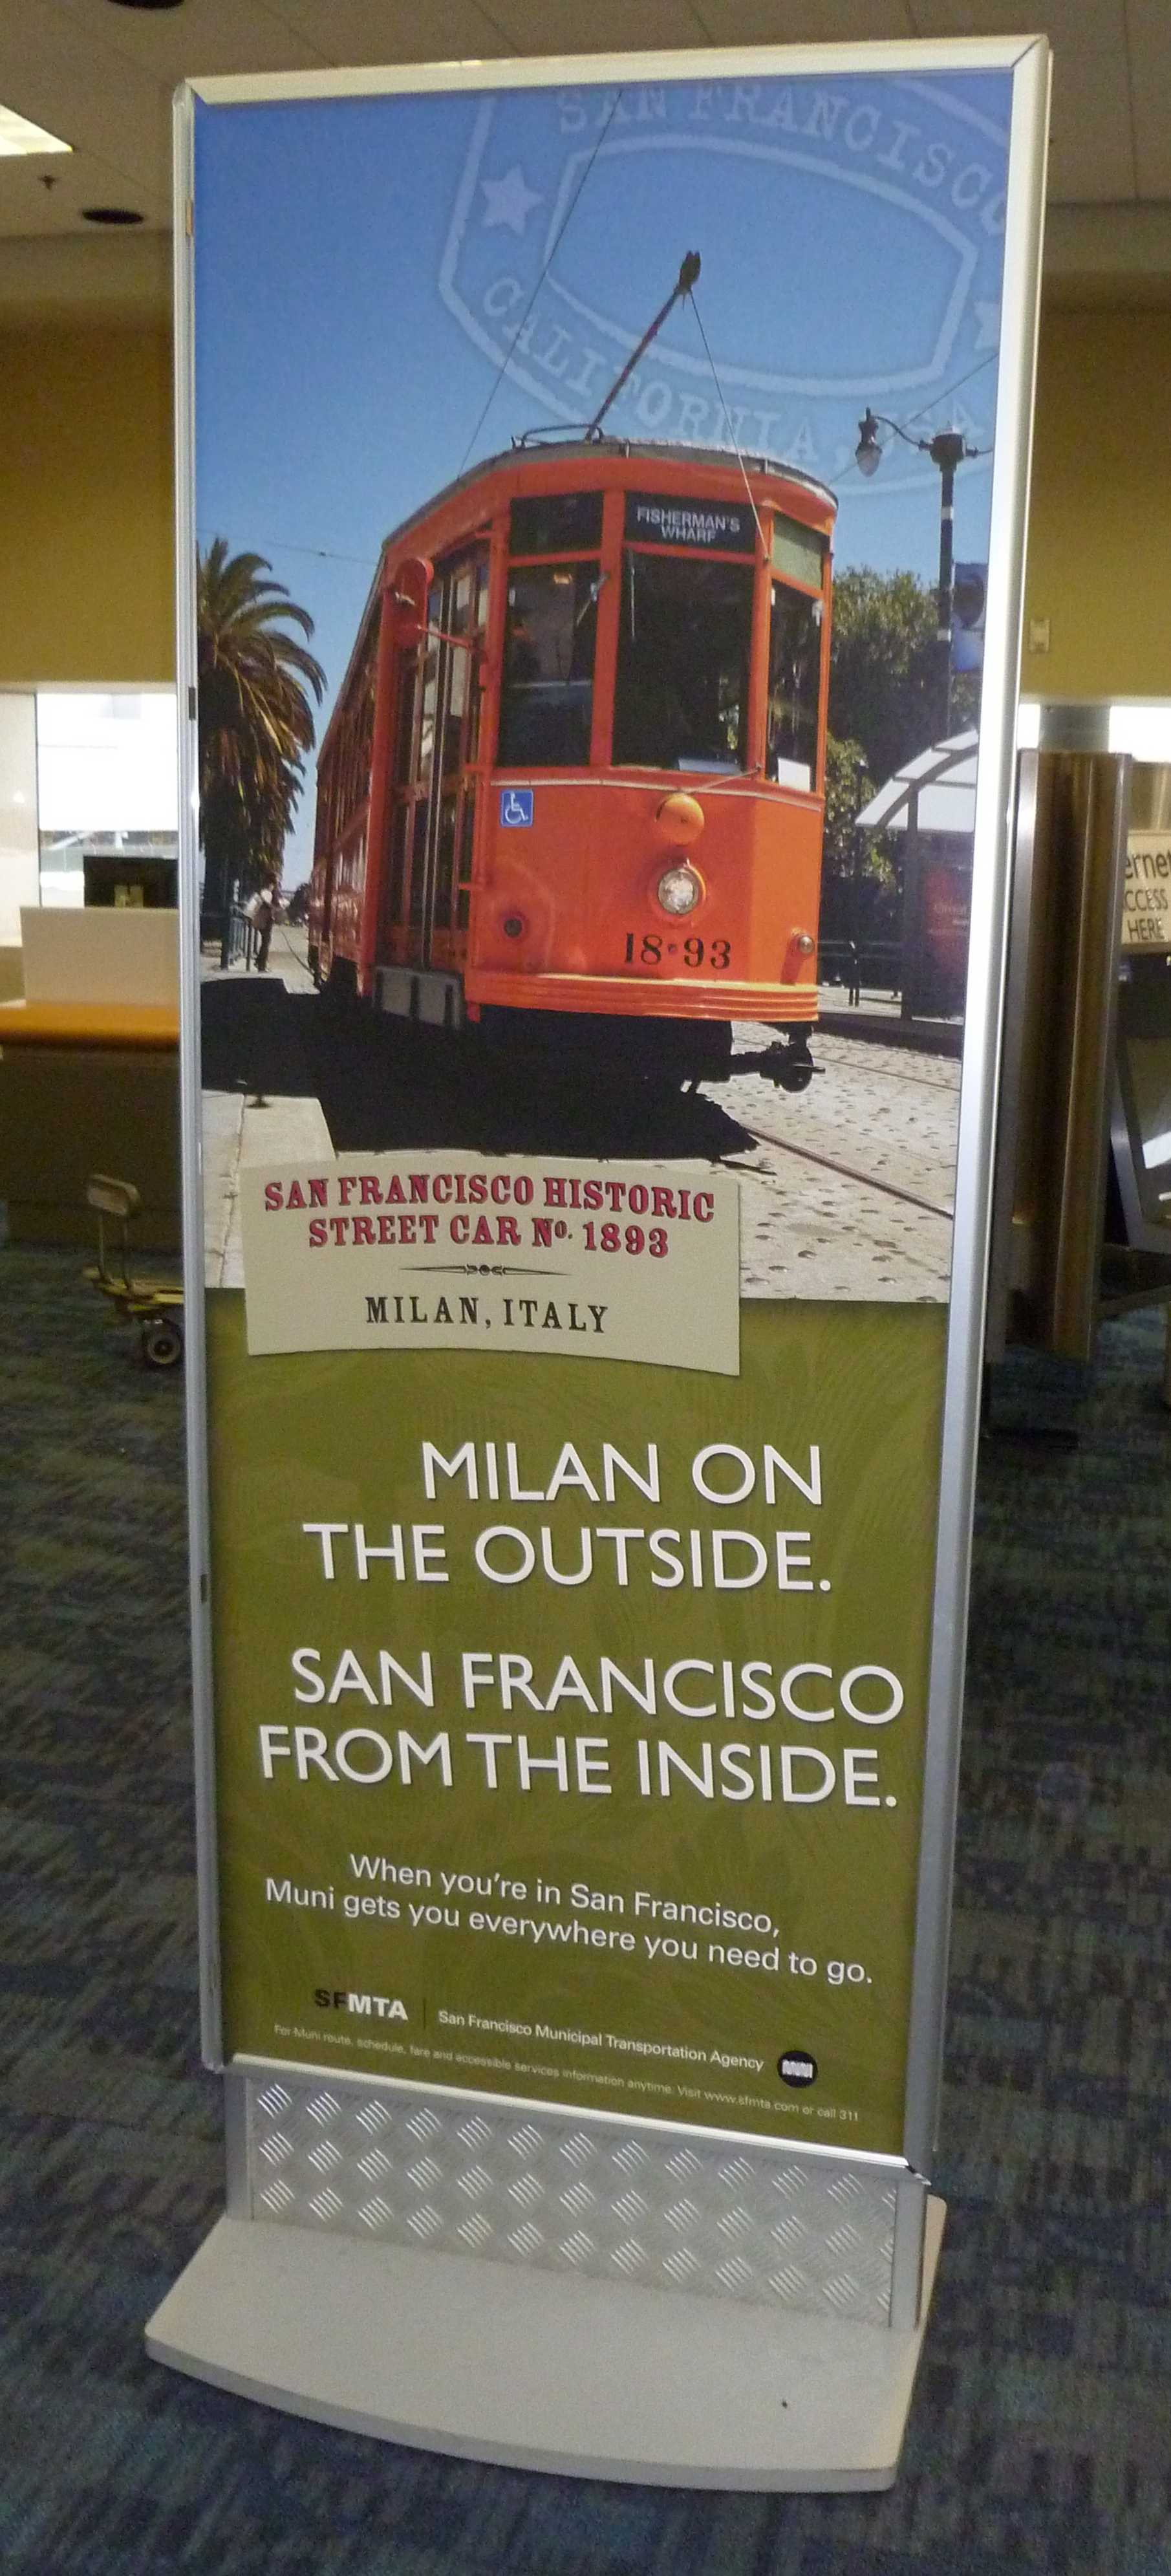 SAN FRANCISCO
CALIFORNIA, USA
FISHERMAN'S
WHARF
18•93
ernet
CCESS
HERE
SAN FRANCISCO HISTORIC
STREET CAR No. 1893
MILAN, ITALY
MILAN ON
THE OUTSIDE.
SAN FRANCISCO
FROM THE INSIDE.
When you're in San Francisco,
Muni gets you everywhere you need to go.
SFMTA | San Francisco Municipal Transportation Agency MUNI
For Muni route, schedule, fare and accessible services information anytime: Visit www.sfmta.com or call 311